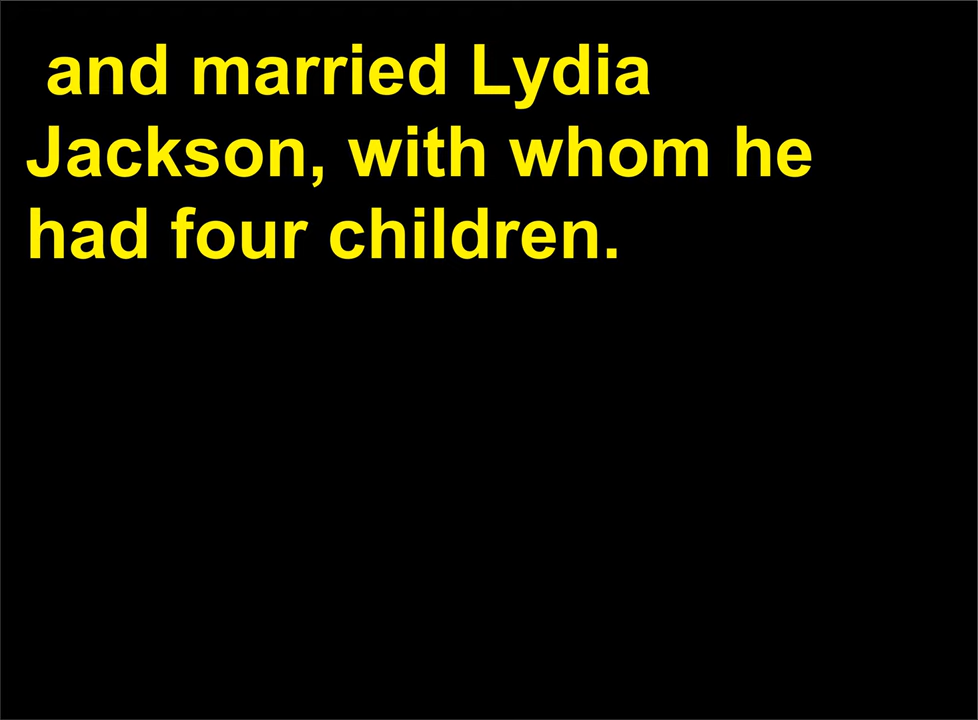 and married Lydia
Jackson, with whom he
had four children.